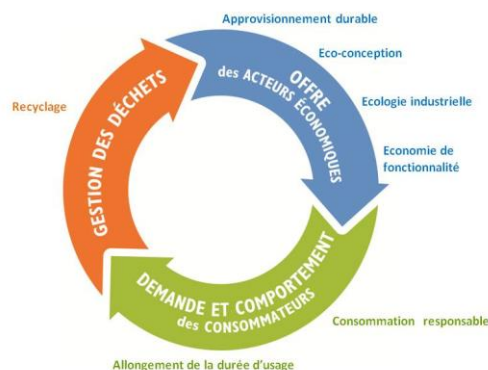 Approvisionnement durable
Eco-conception
OFFRE
des ACTEURS ÉCONOMIQUES
Ecologie industrielle
Economie de
fonctionnalité
Recyclage
GESTION DES DÉCHETS
DEMANDE ET COMPORTEMENT
des CONSOMMATEURS
Consommation responsable
Allongement de la durée d'usage